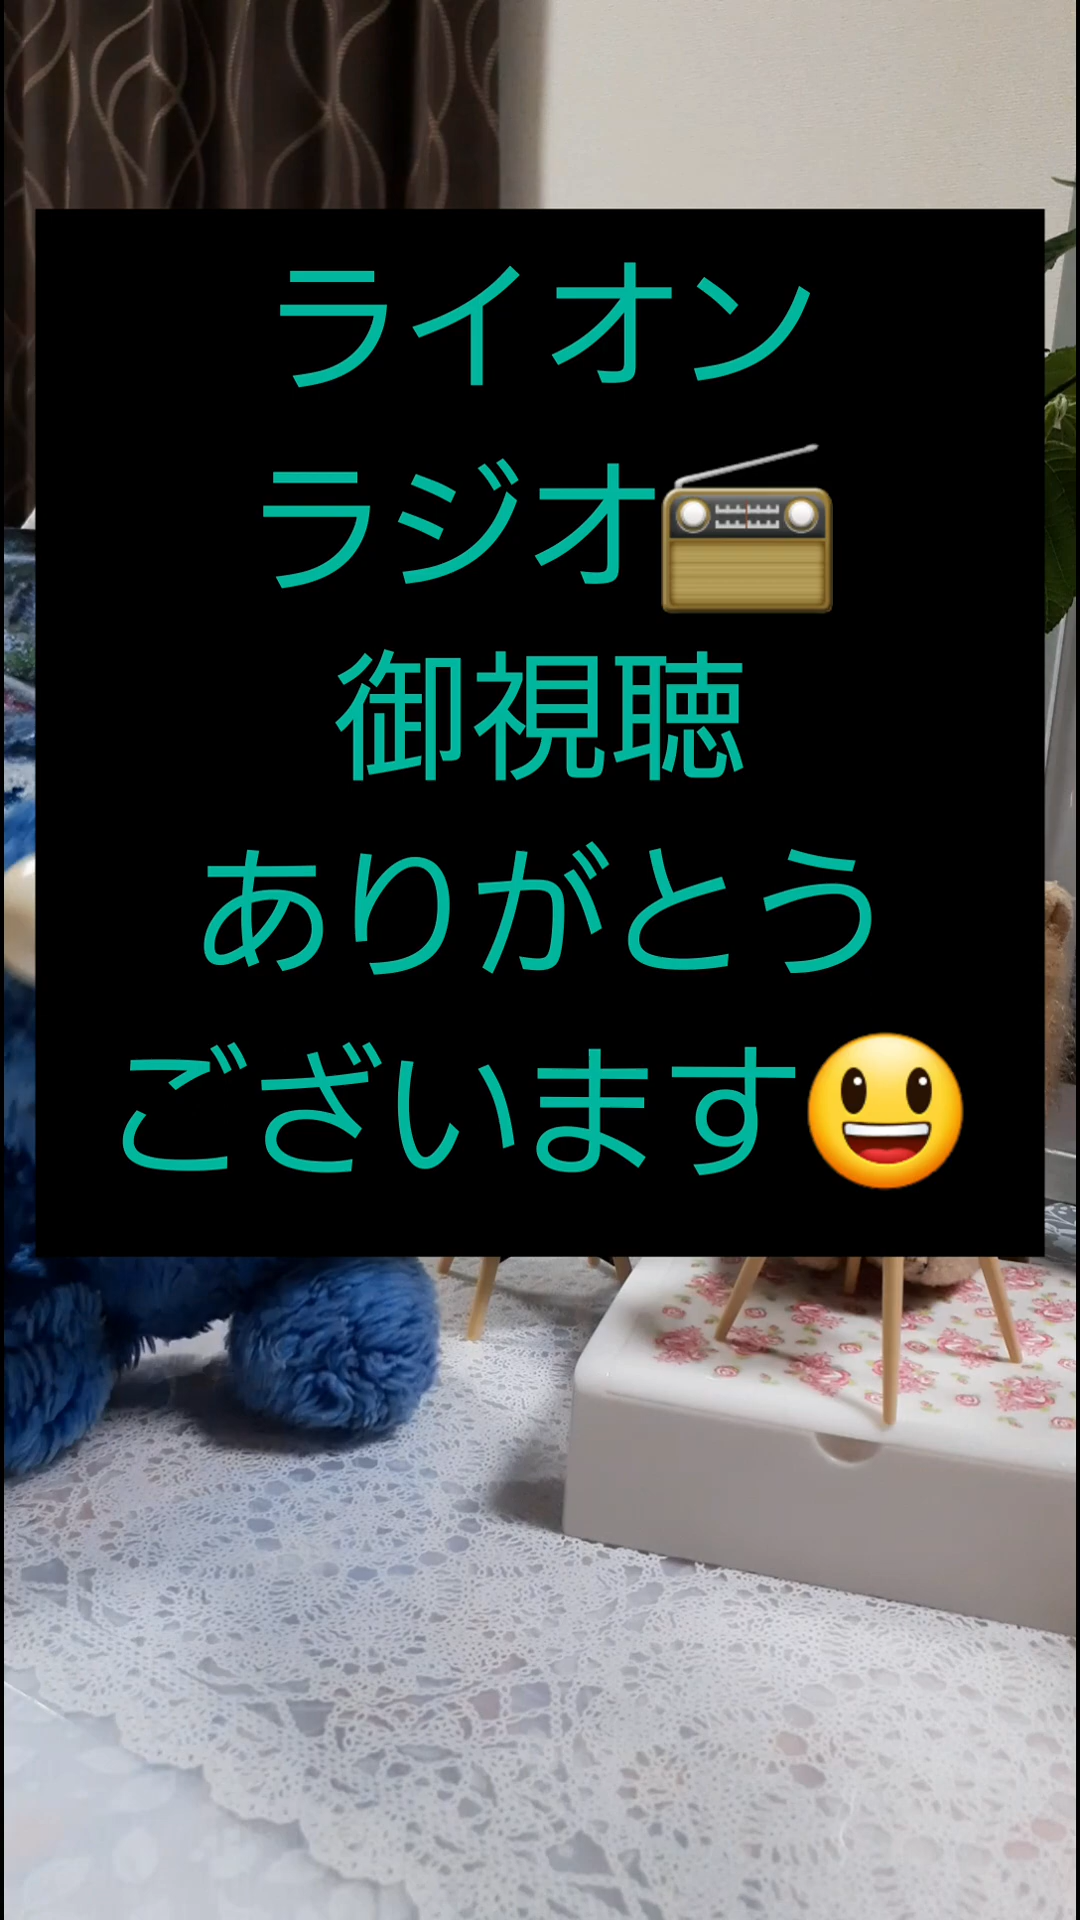 ライオン
ラジオ📻
御視聴
ありがとう
ございます😃